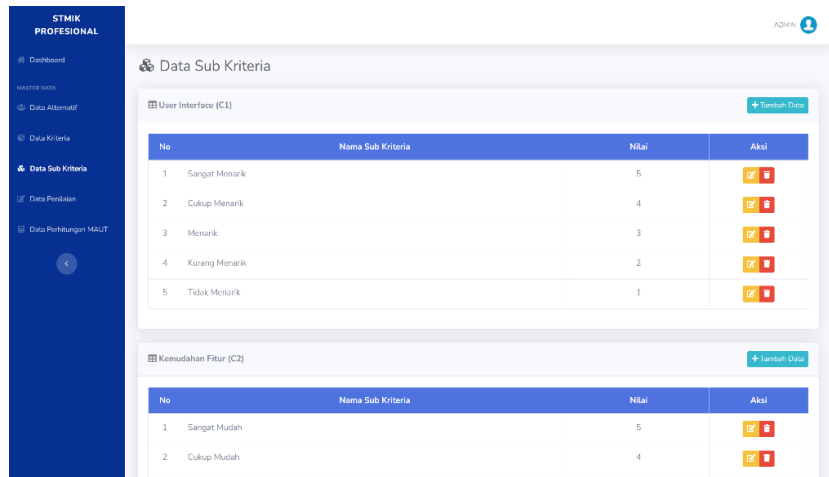 STMIK
PROFESIONAL
ADMIN
Dashboard
MASTER DATA
Data Alternatif
Data Kriteria
Data Sub Kriteria
Data Penilaian
Data Perhitungan MAUT
Data Sub Kriteria
User Interface (C1)
+ Tambah Data
No Nama Sub Kriteria Nilai Aksi
1 Sangat Menarik 5
2 Cukup Menarik 4
3 Menarik 3
4 Kurang Menarik 2
5 Tidak Menarik 1
Kemudahan Fitur (C2)
+ Tambah Data
No Nama Sub Kriteria Nilai Aksi
1 Sangat Mudah 5
2 Cukup Mudah 4